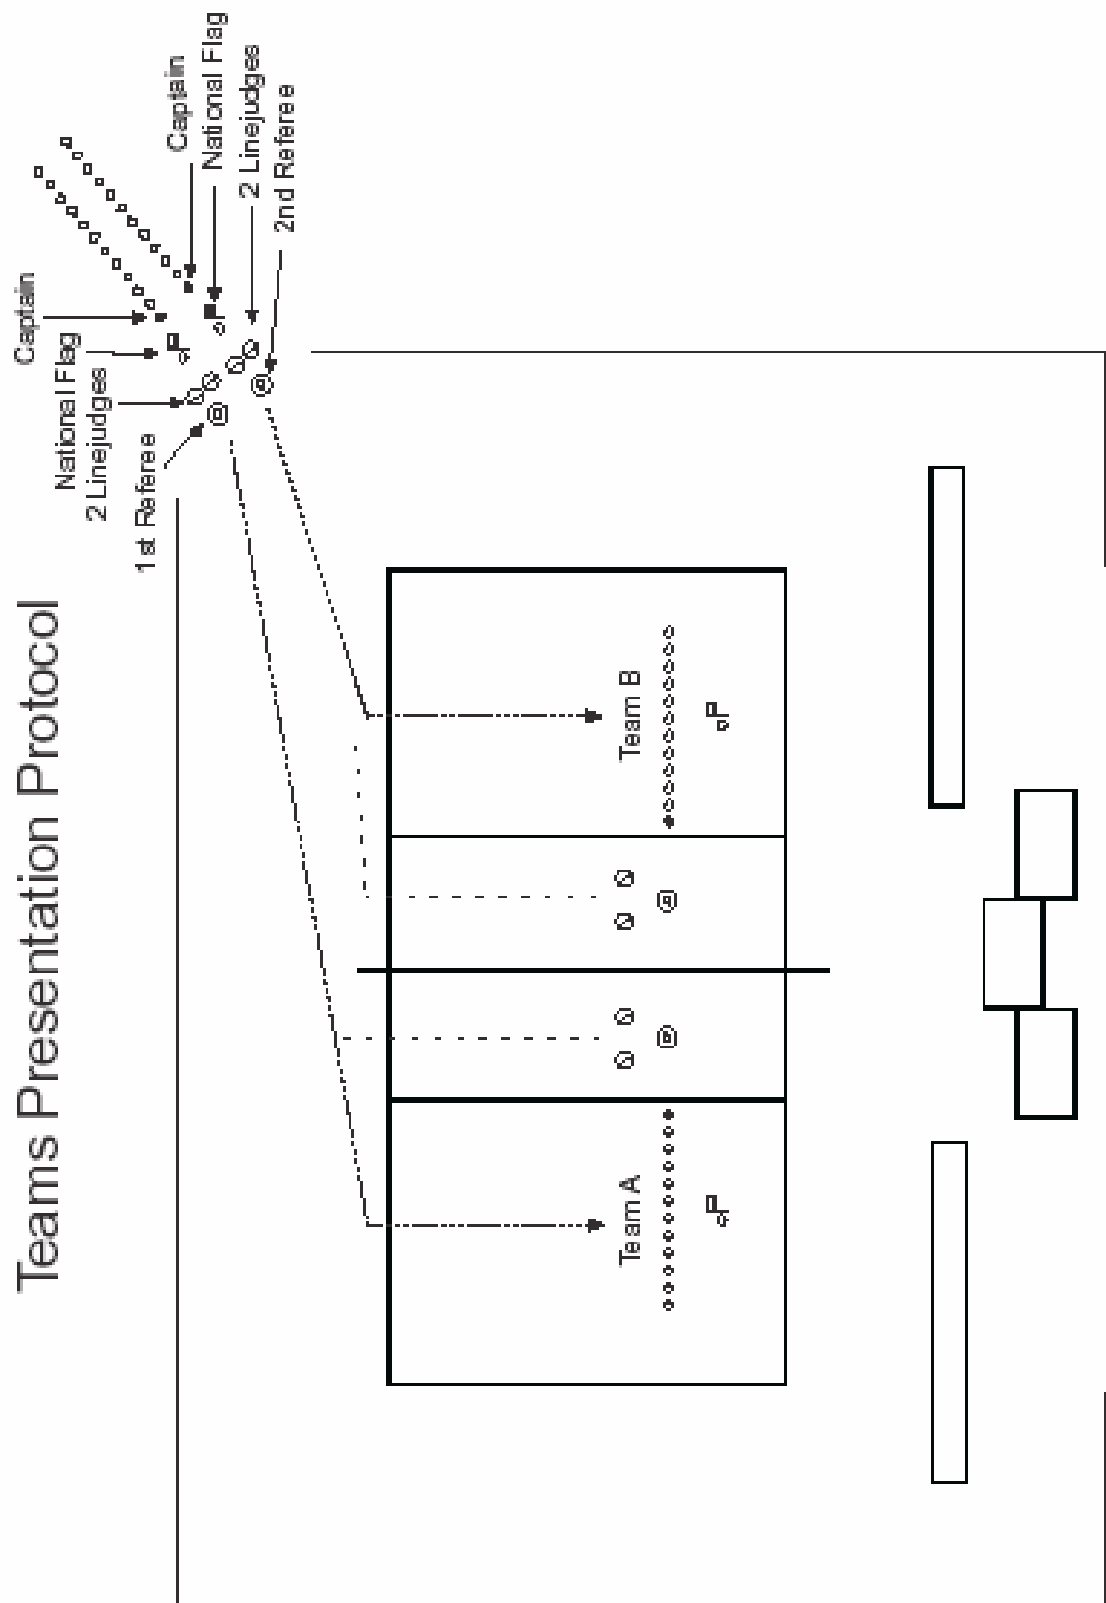 Teams Presentation Protocol
Captain
National Flag
2 Linejudges
1st Referee
Captain
National Flag
2 Linejudges
2nd Referee
Team A
Team B